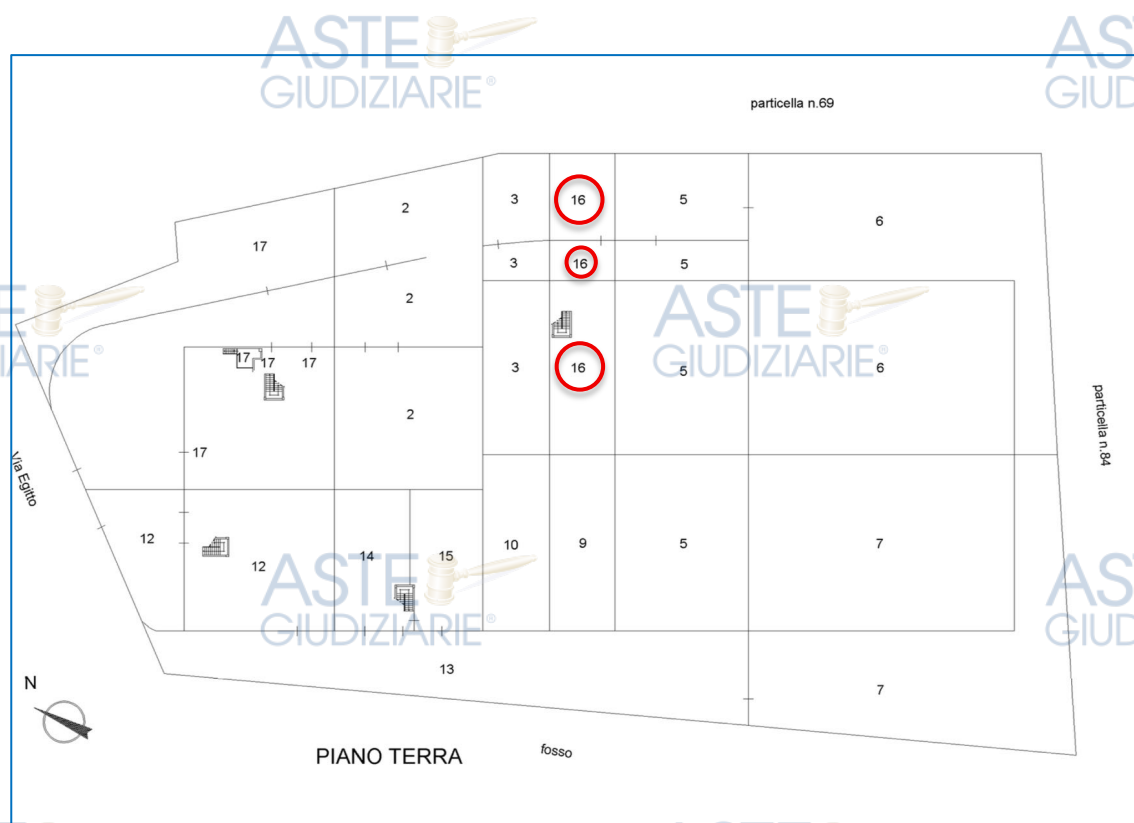 ASTE
GIUDIZIARIE®
particella n.69
3
16
5
2
6
17
3
16
5
2
17
17
17
3
16
5
6
2
particella n.84
17
Via Egitto
12
12
14
15
10
9
5
7
ASTE
GIUDIZIARIE®
ASTE
GIUDIZIARIE®
13
7
N
PIANO TERRA
fosso